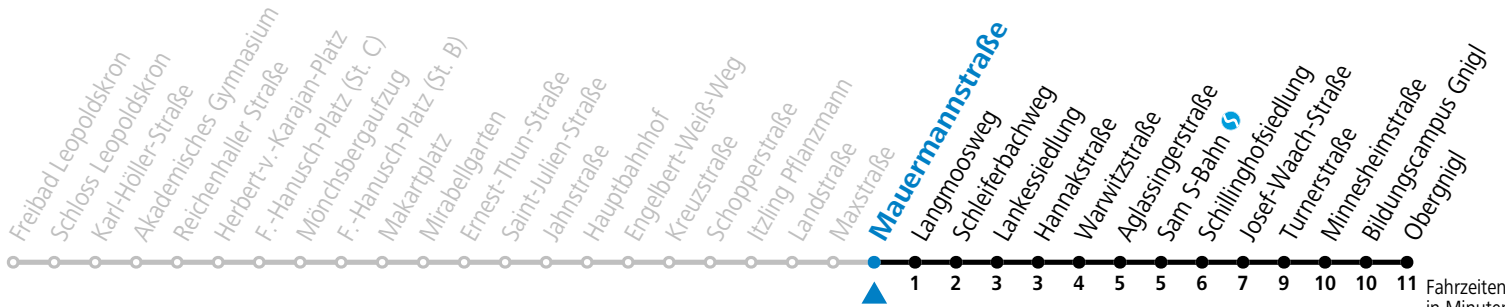 Freibad Leopoldskron
Schloss Leopoldskron
Karl-Höller-Straße
Akademisches Gymnasium
Reichenhaller Straße
Herbert-v.-Karajan-Platz
F.-Hanusch-Platz (St. C)
Mönchsbergaufzug
F.-Hanusch-Platz (St. B)
Makartplatz
Mirabellgarten
Ernest-Thun-Straße
Saint-Julien-Straße
Jahnstraße
Hauptbahnhof
Engelbert-Weiß-Weg
Kreuzstraße
Schopperstraße
Itzling Pflanzmann
Landstraße
Maxstraße
Mauermannstraße
Langmoosweg
Schleiferbachweg
Lankessiedlung
Hannakstraße
Warwitzstraße
Aglassingerstraße
Sam S-Bahn
Schillinghofsiedlung
Josef-Waach-Straße
Turnerstraße
Minnesheimstraße
Bildungscampus Gnigl
Obergnigl
1 2 3 3 4 5 5 6 7 9 10 10 11 Fahrzeiten
in Minuten